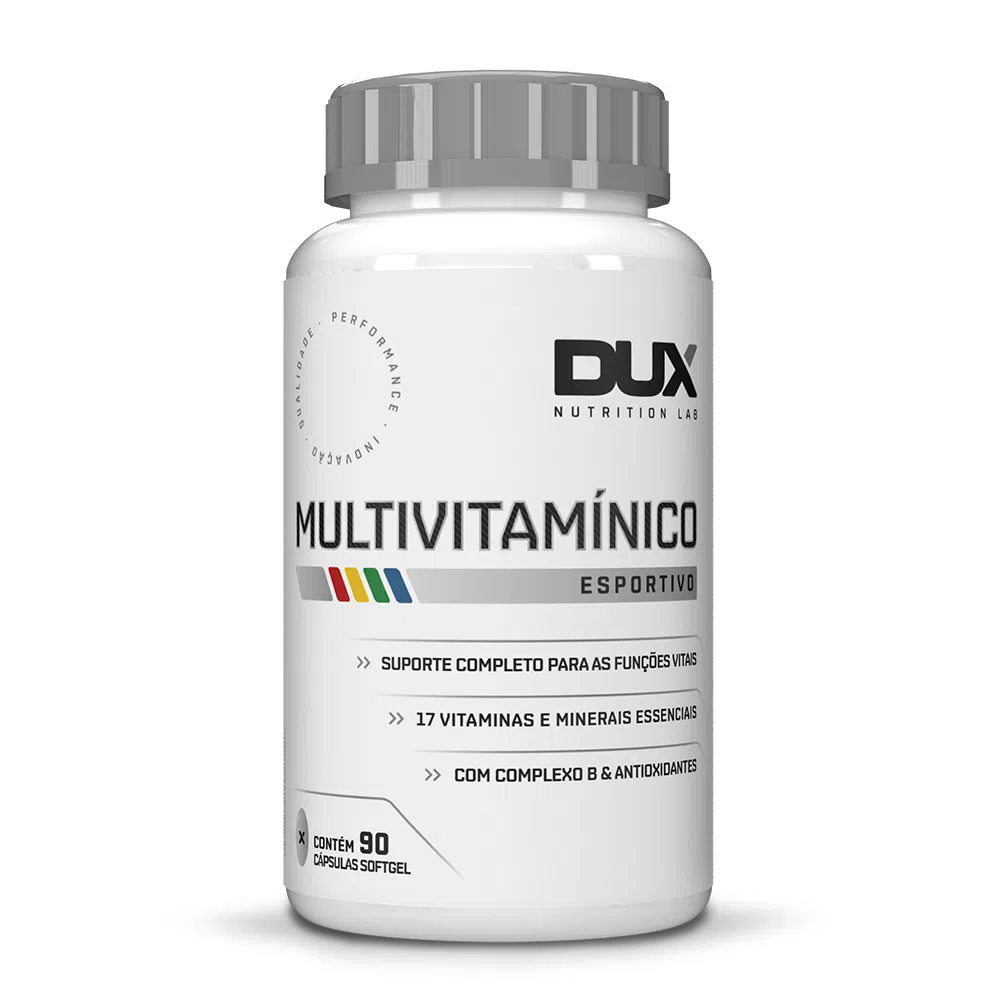 QUALIDADE · PERFORMANCE · INOVAÇÃO ·
DUX
NUTRITION LAB
MULTIVITAMÍNICO
ESPORTIVO
>> SUPORTE COMPLETO PARA AS FUNÇÕES VITAIS
>> 17 VITAMINAS E MINERAIS ESSENCIAIS
>> COM COMPLEXO B & ANTIOXIDANTES
X
CONTÉM 90
CÁPSULAS SOFTGEL